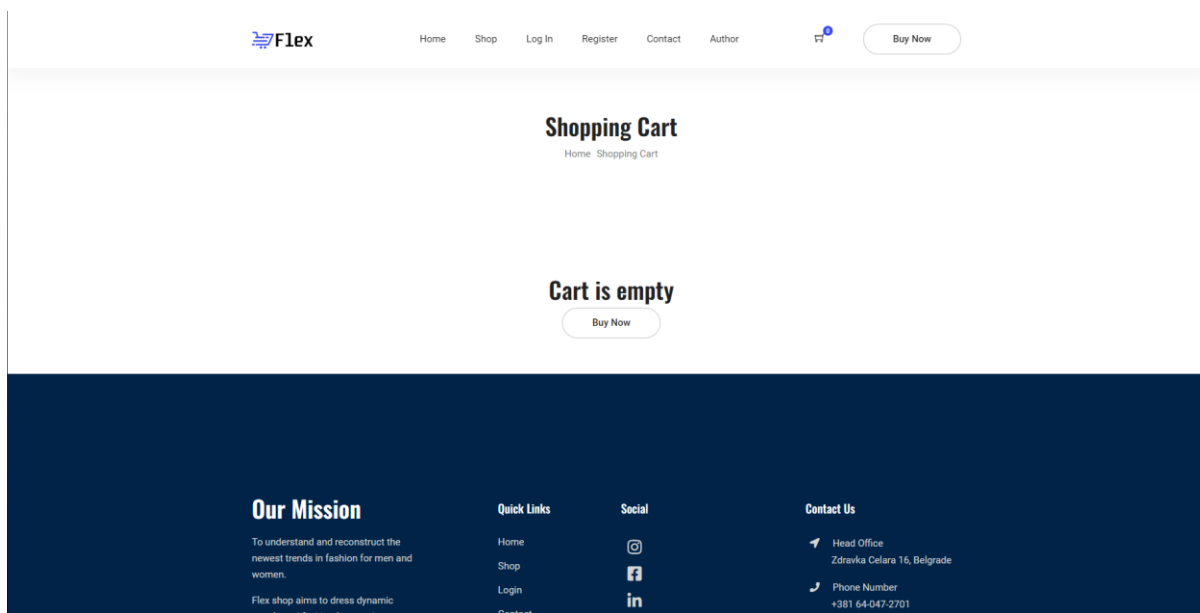 Flex
Home Shop Log In Register Contact Author
0
Buy Now
Shopping Cart
Home Shopping Cart
Cart is empty
Buy Now
Our Mission
To understand and reconstruct the
newest trends in fashion for men and
women.
Flex shop aims to dress dynamic
Quick Links
Home
Shop
Login
Contact
Social
in
Contact Us
Head Office
Zdravka Celara 16, Belgrade
Phone Number
+381 64-047-2701